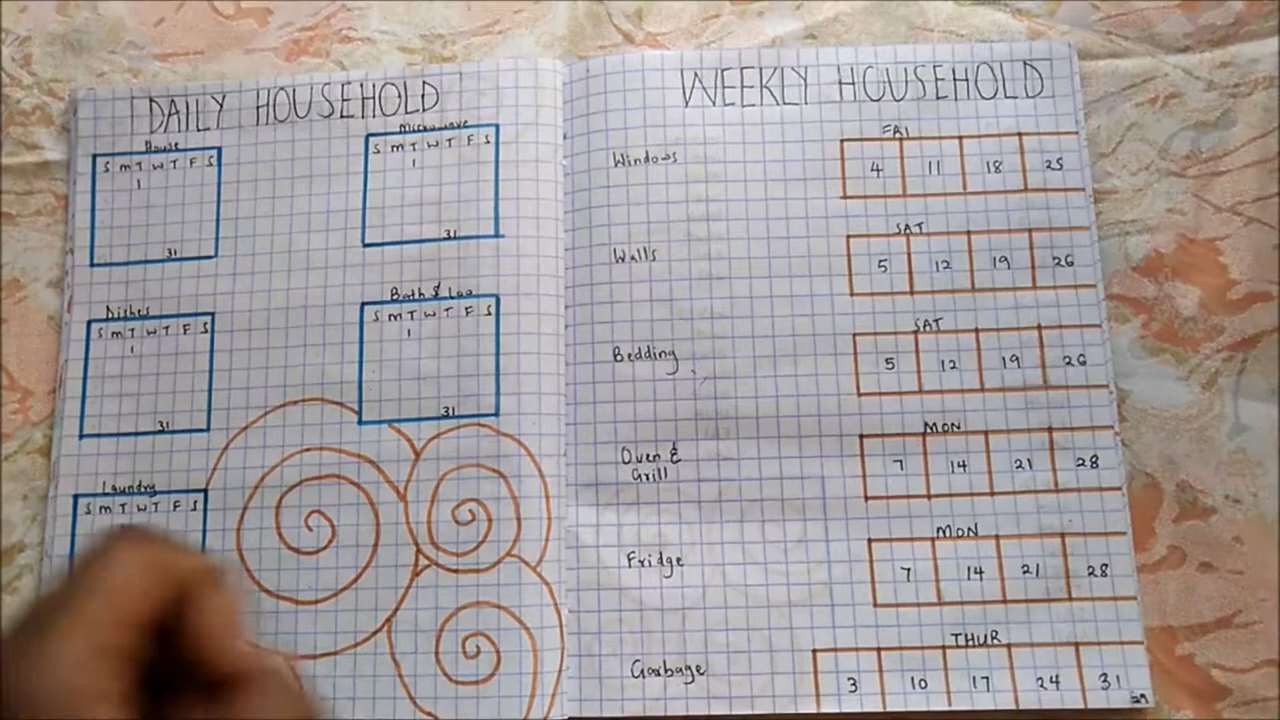 DAILY HOUSEHOLD
House
S M T W T F S
1
31
Microwave
S M T W T F S
1
31
Dishes
S M T W T F S
1
31
Bath & Loo
S M T W T F S
1
31
Laundry
S M T W T F S
WEEKLY HOUSEHOLD
FRI
Windows 4 11 18 25
SAT
Walls 5 12 19 26
SAT
Bedding 5 12 19 26
MON
Oven &
Grill 7 14 21 28
MON
Fridge 7 14 21 28
THUR
Garbage 3 10 17 24 31